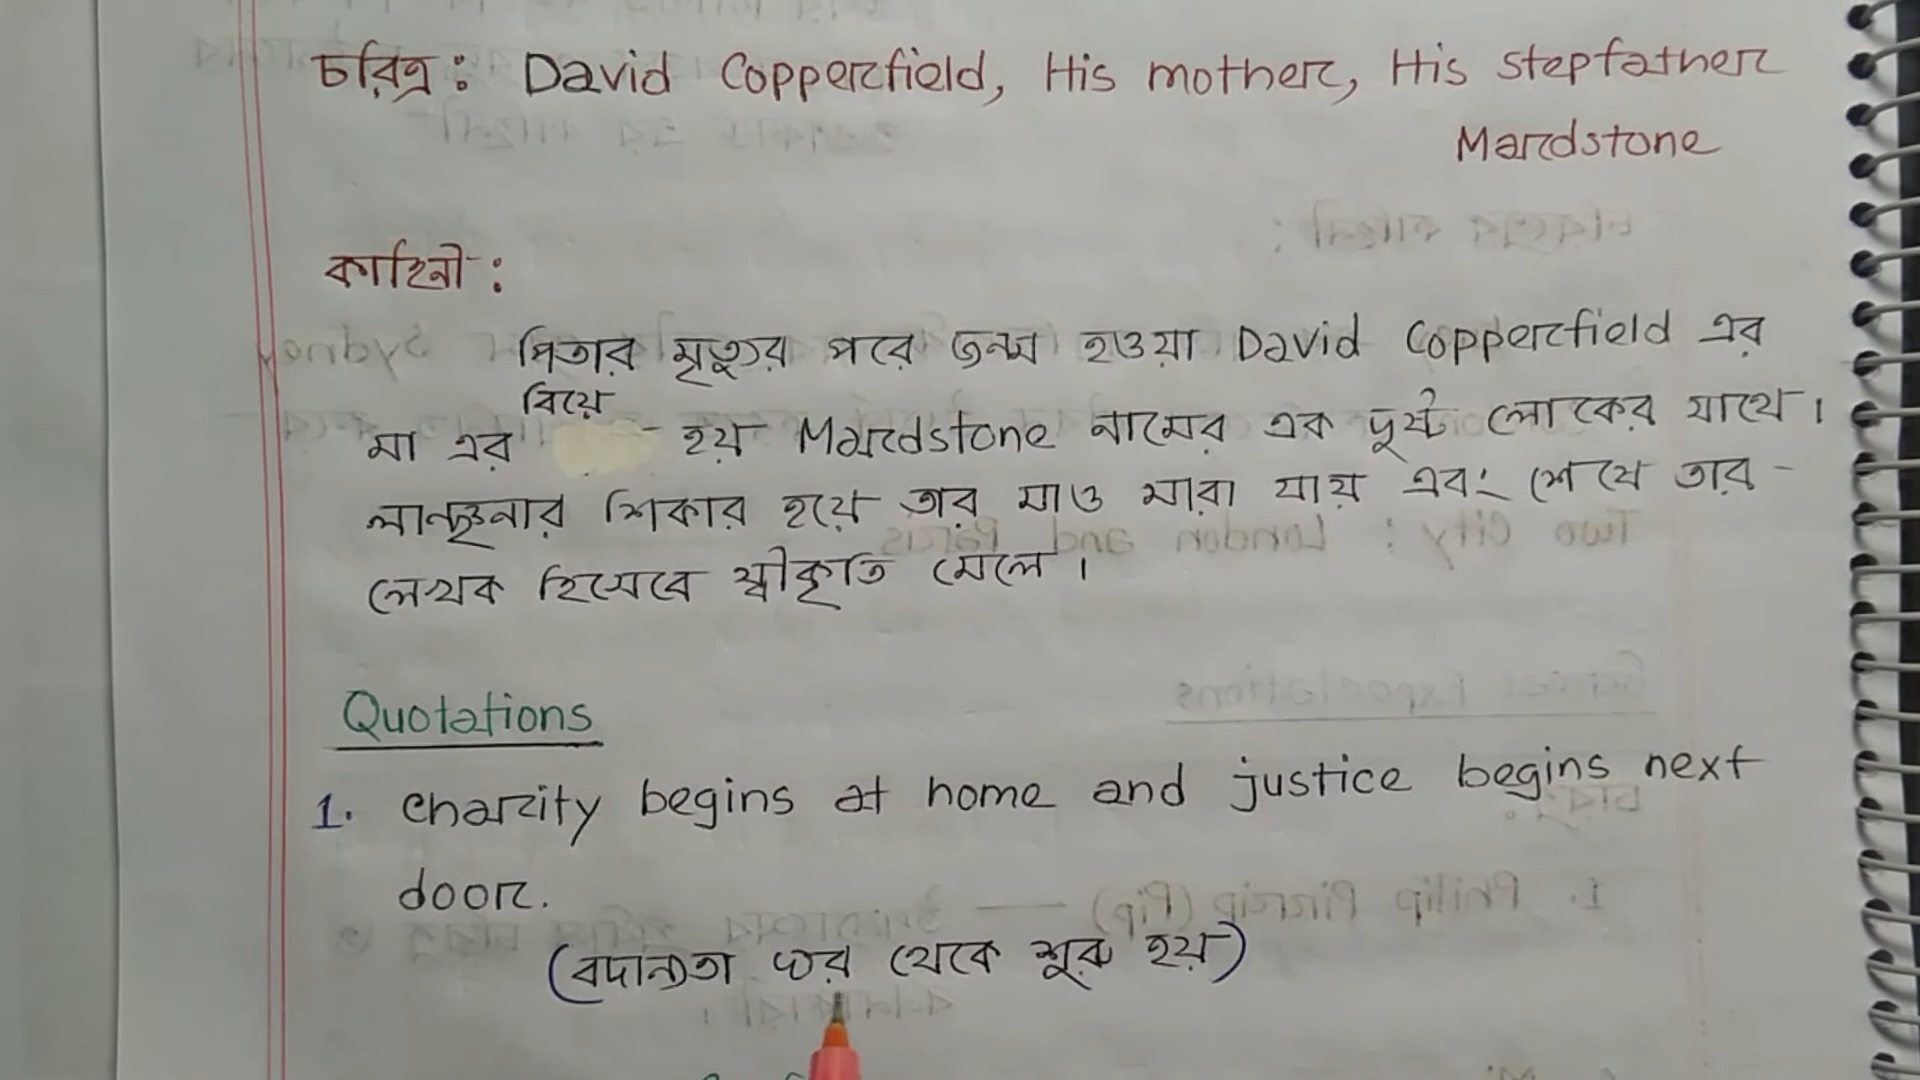 চরিত্র : David Copperfield, His mother, His stepfather
Mardstone
কাহিনী :
পিতার মৃত্যুর পরে জন্ম হওয়া David Copperfield এর
বিয়ে
মা এর হয় Mardstone নামের এক দুষ্ট লোকের সাথে।
লাঞ্ছনার শিকার হয়ে তার মাও মারা যায় এবং শেষে তার
লেখক হিসেবে স্বীকৃতি মেলে।
Quotations
1. Charity begins at home and justice begins next
door.
(বদান্যতা ঘর থেকে শুরু হয়)